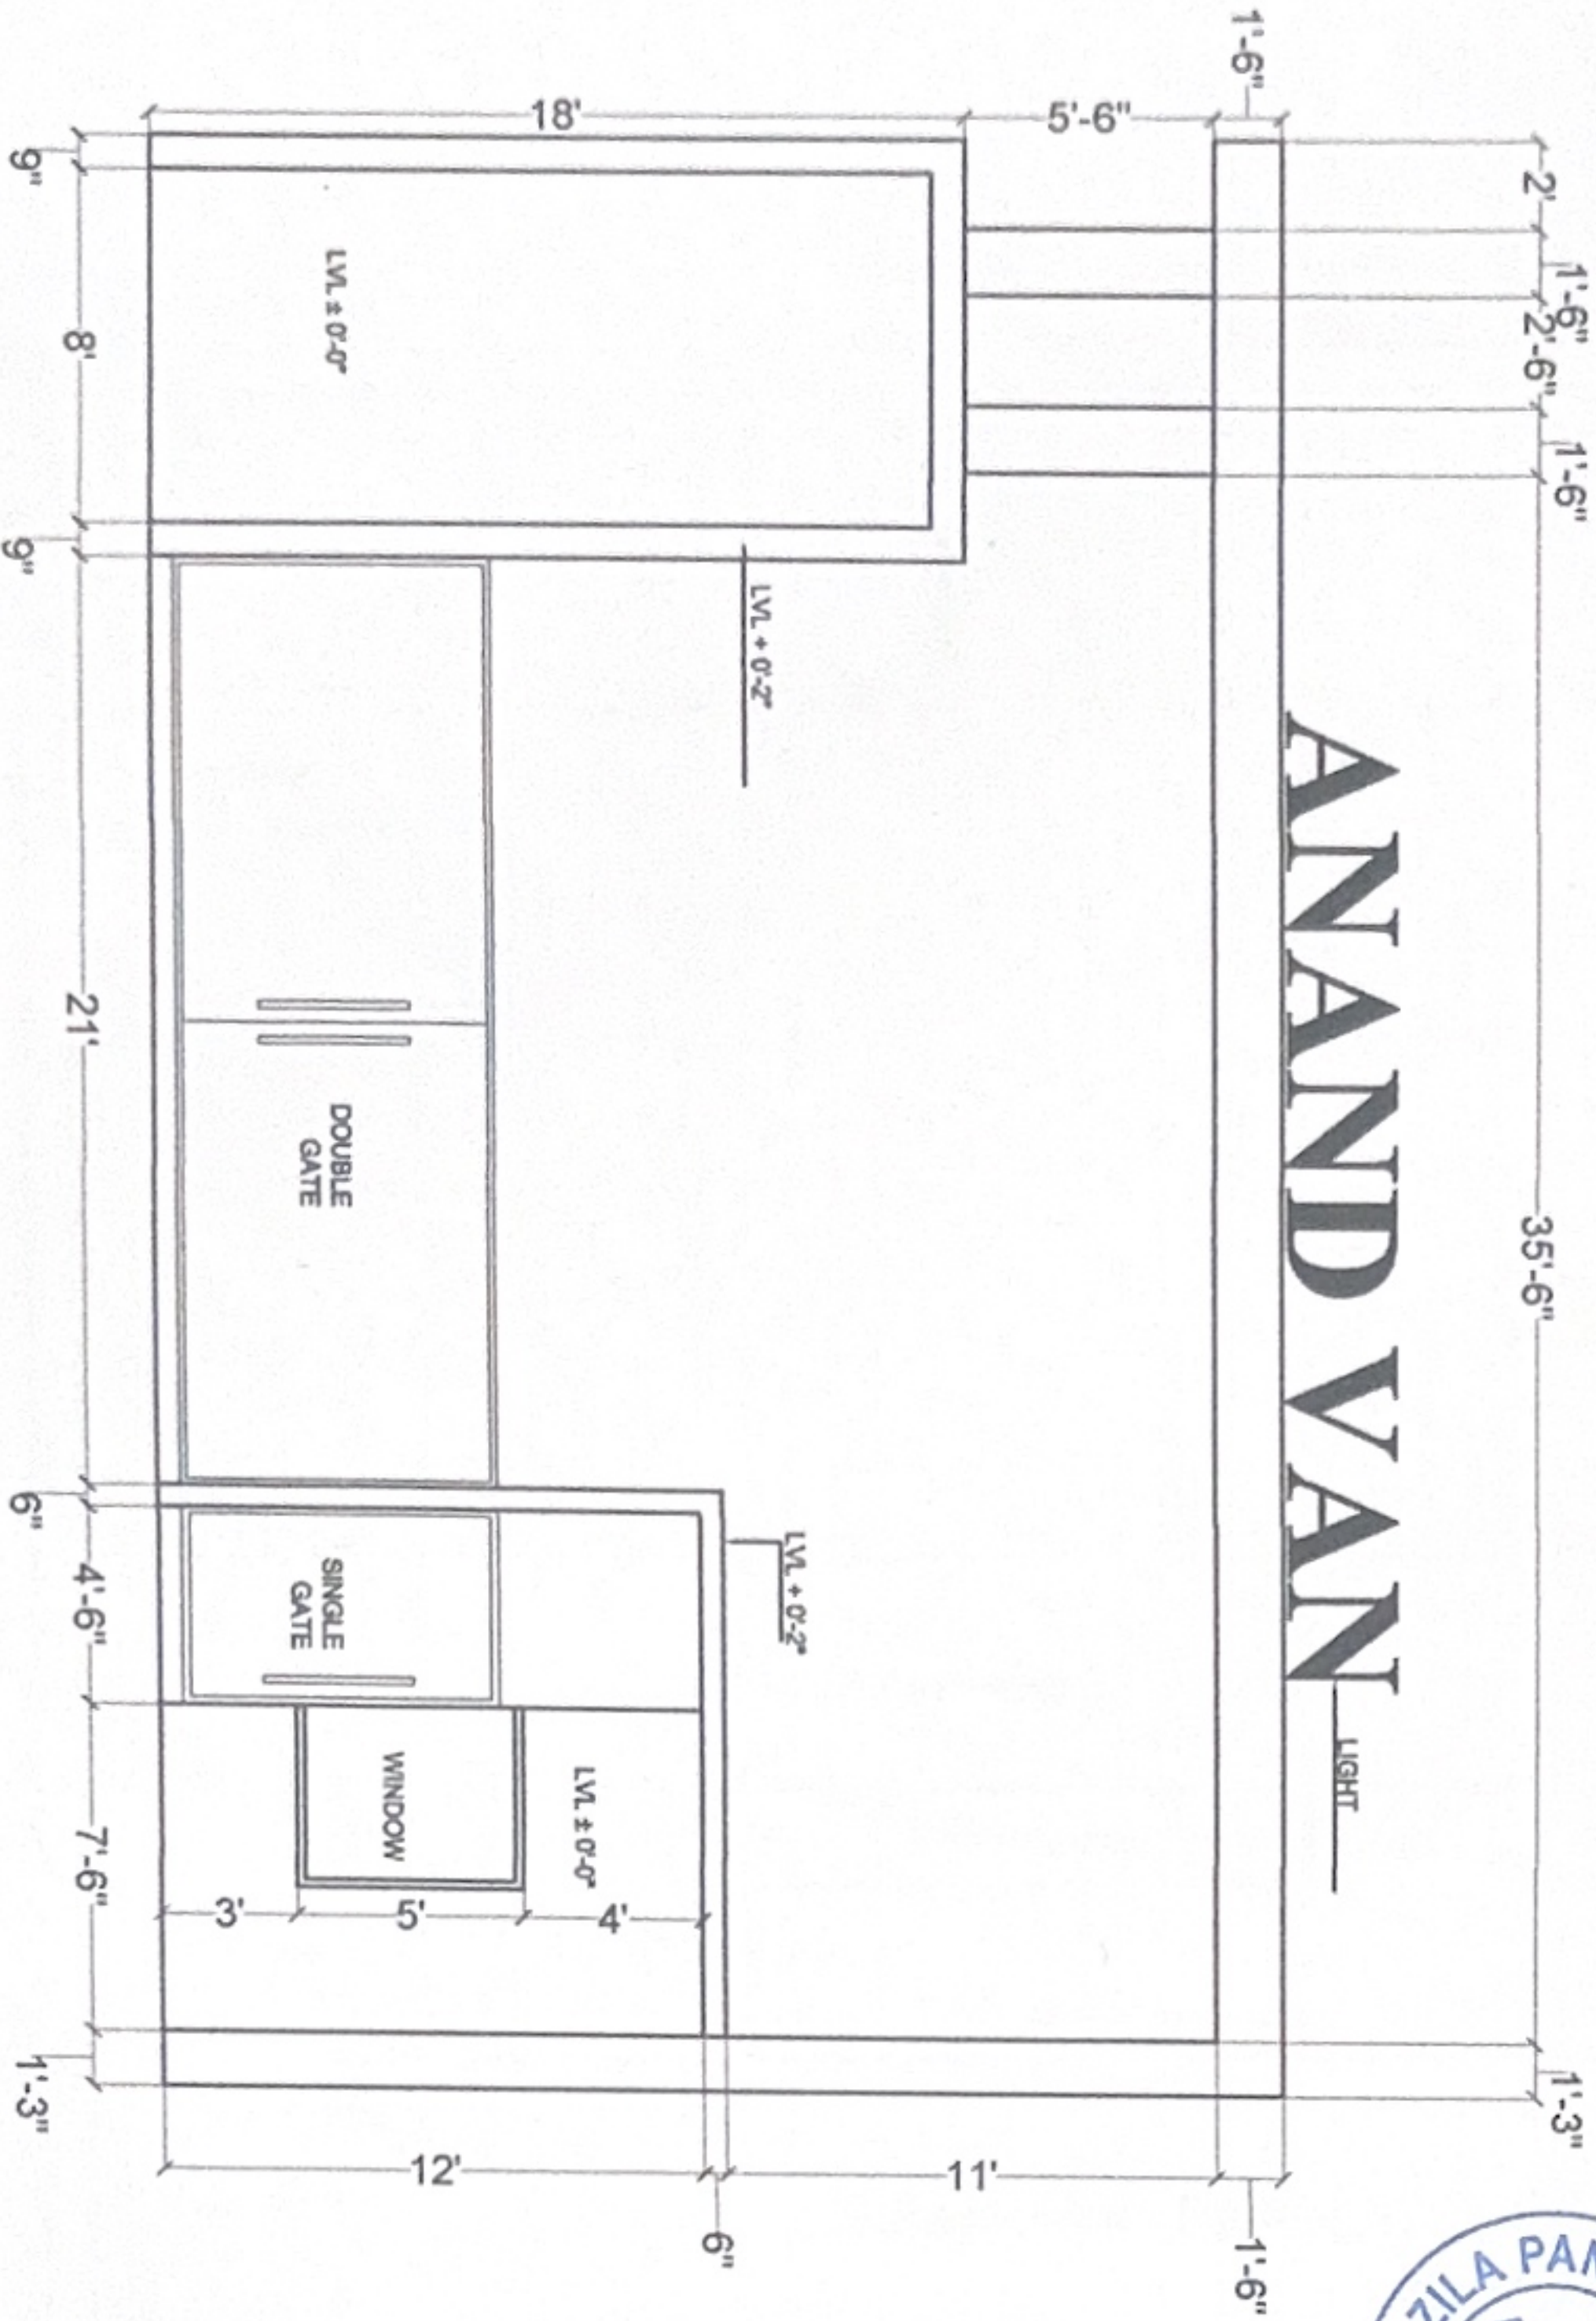 2'
1'-6"
2'-6"
1'-6"
35'-6"
1'-3"
ANAND VAN
LIGHT
1'-6"
5'-6"
18'
LVL + 0'-2"
LVL + 0'-2"
LVL ± 0'-0"
DOUBLE
GATE
SINGLE
GATE
WINDOW
LVL ± 0'-0"
3'
5'
4'
1'-6"
11'
6"
12'
9"
8'
9"
21'
6"
4'-6"
7'-6"
1'-3"
ZILA